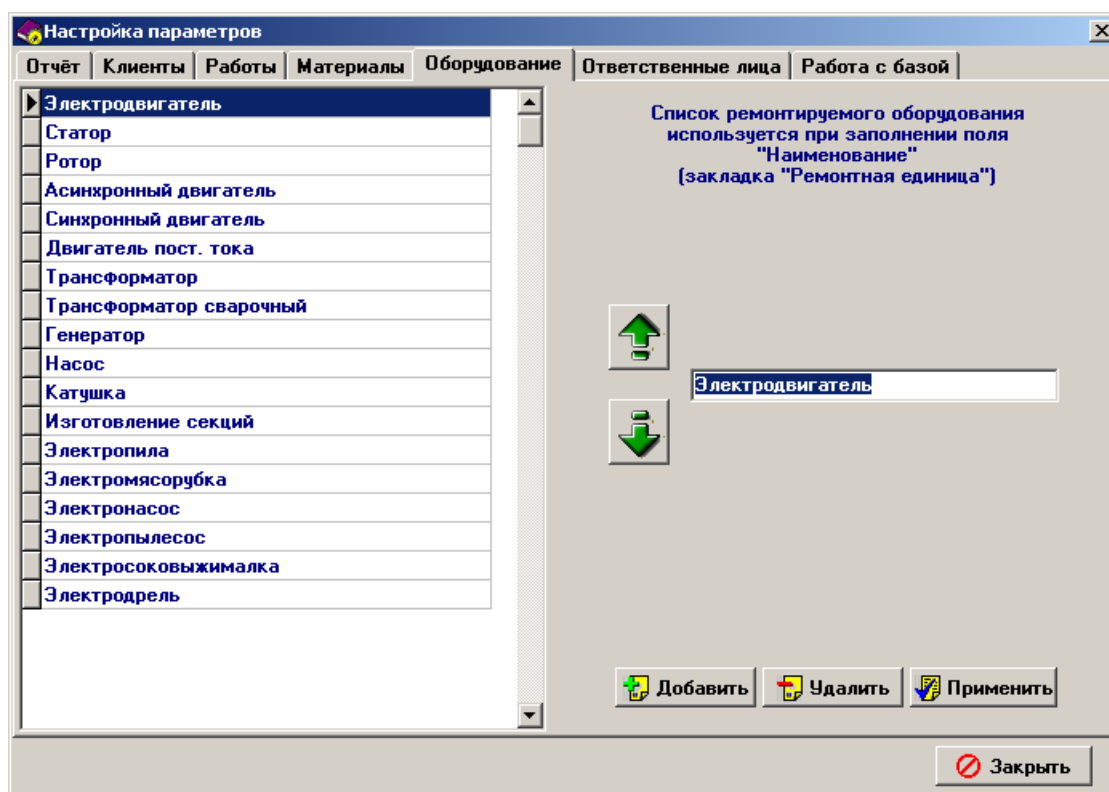 Настройка параметров
Отчёт Клиенты Работы Материалы Оборудование Ответственные лица Работа с базой
Электродвигатель
Статор
Ротор
Асинхронный двигатель
Синхронный двигатель
Двигатель пост. тока
Трансформатор
Трансформатор сварочный
Генератор
Насос
Катушка
Изготовление секций
Электропила
Электромясорубка
Электронасос
Электропылесос
Электросоковыжималка
Электродрель
Список ремонтируемого оборудования
используется при заполнении поля
"Наименование"
(закладка "Ремонтная единица")
Электродвигатель
Добавить Удалить Применить
Закрыть